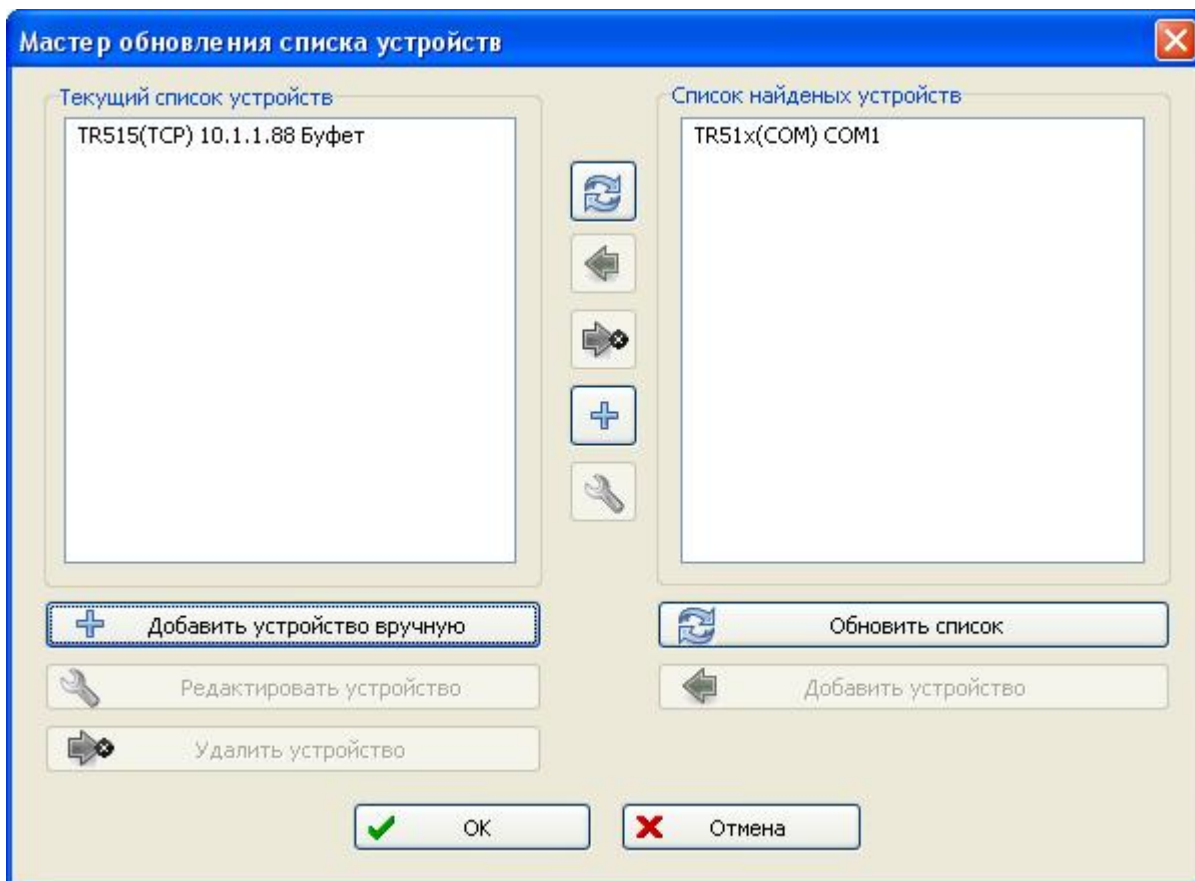 Мастер обновления списка устройств
Текущий список устройств
TR515(TCP) 10.1.1.88 Буфет
Список найденых устройств
TR51x(COM) COM1
Добавить устройство вручную
Редактировать устройство
Удалить устройство
Обновить список
Добавить устройство
OK
Отмена